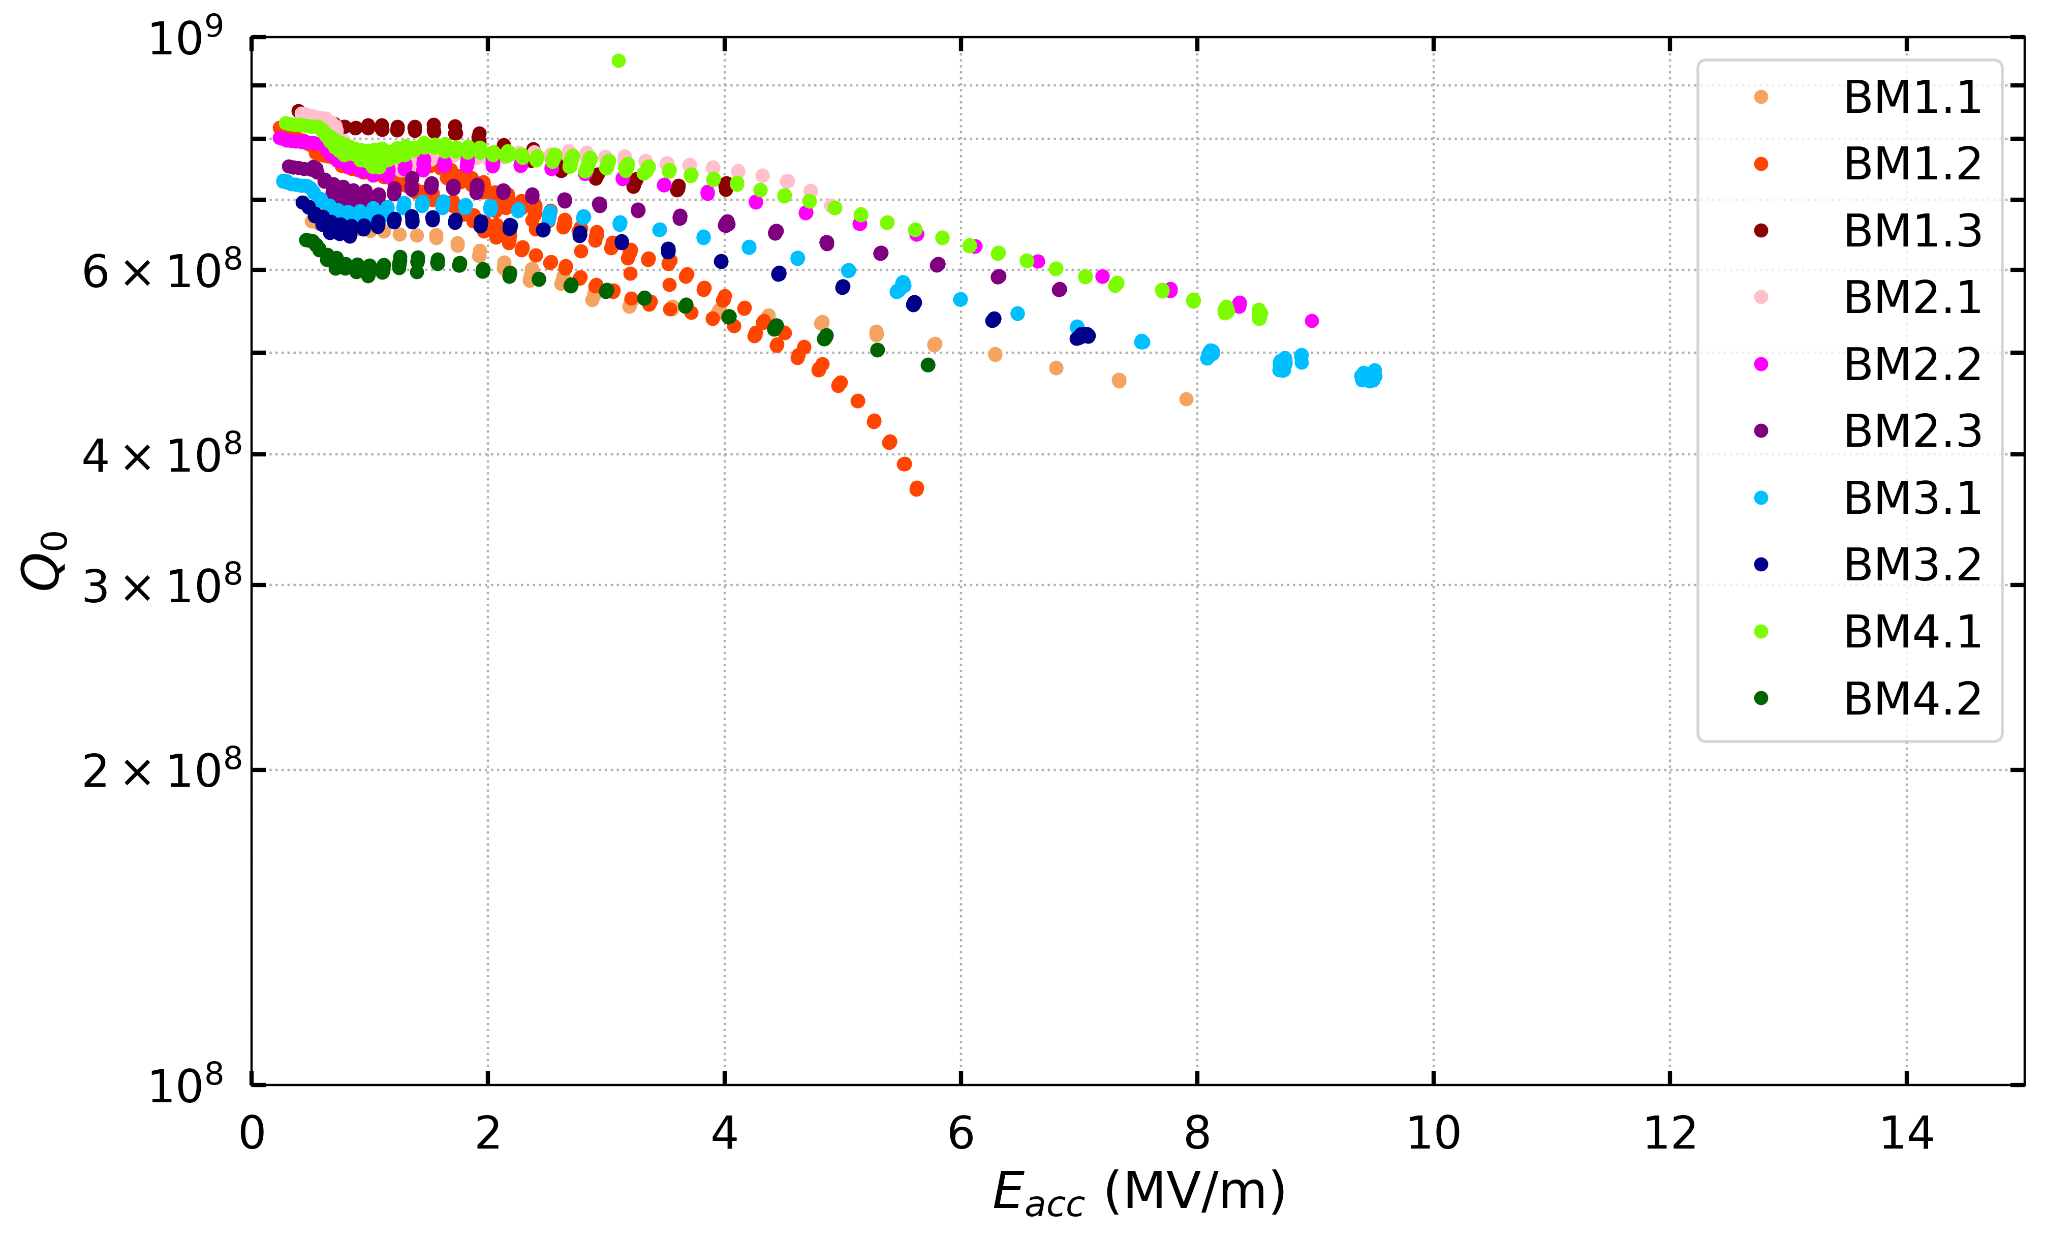 10⁹
6 × 10⁸
4 × 10⁸
3 × 10⁸
2 × 10⁸
10⁸
Q₀
0 2 4 6 8 10 12 14
E_acc (MV/m)
BM1.1
BM1.2
BM1.3
BM2.1
BM2.2
BM2.3
BM3.1
BM3.2
BM4.1
BM4.2